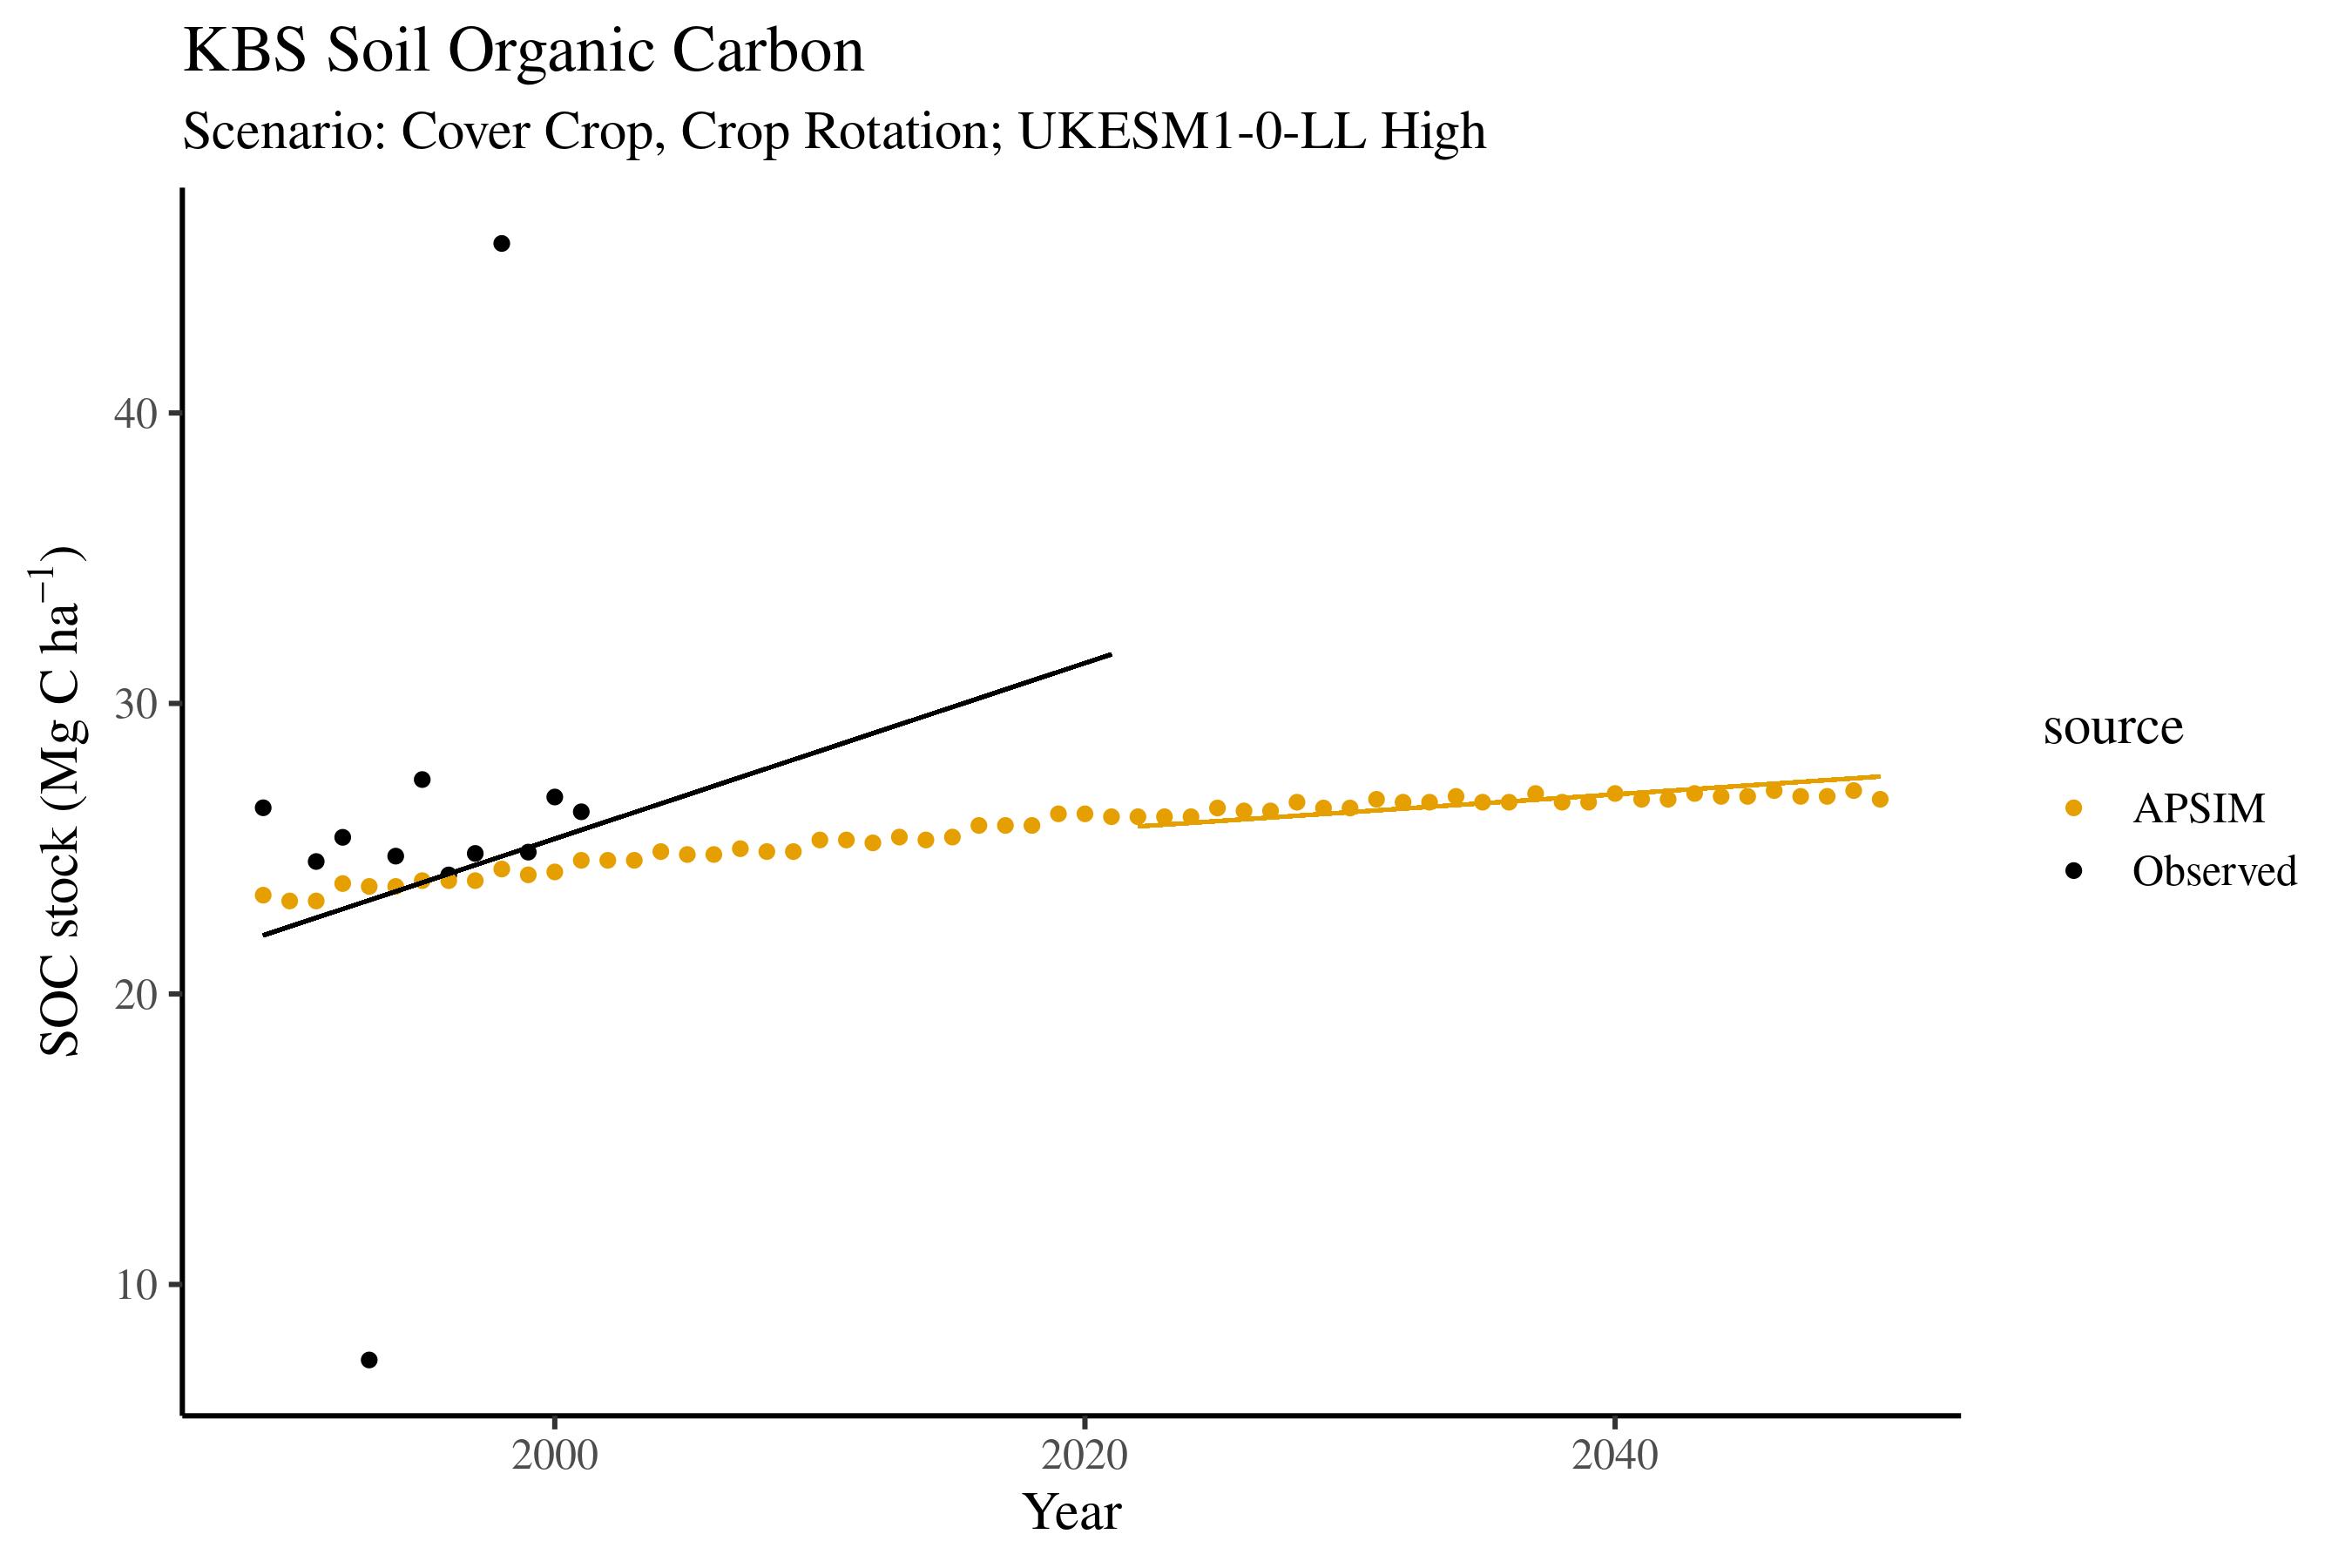 KBS Soil Organic Carbon
Scenario: Cover Crop, Crop Rotation; UKESM1-0-LL High
SOC stock (Mg C ha⁻¹)
40
30
20
10
2000
2020
2040
Year
source
APSIM
Observed